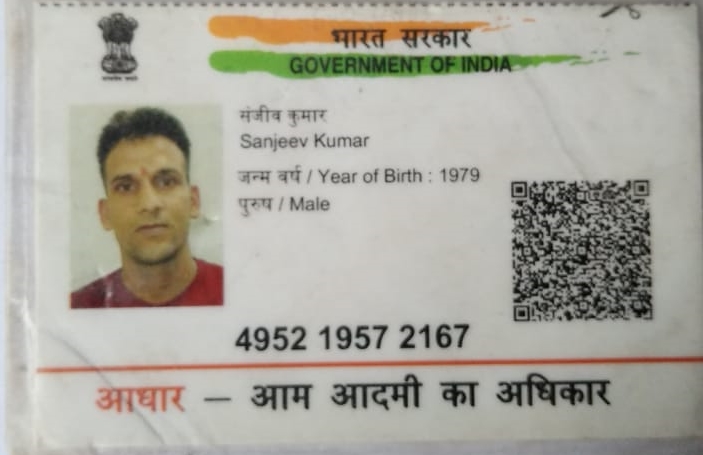 भारत सरकार
GOVERNMENT OF INDIA
संजीव कुमार
Sanjeev Kumar
जन्म वर्ष / Year of Birth : 1979
पुरुष / Male
4952 1957 2167
आधार – आम आदमी का अधिकार